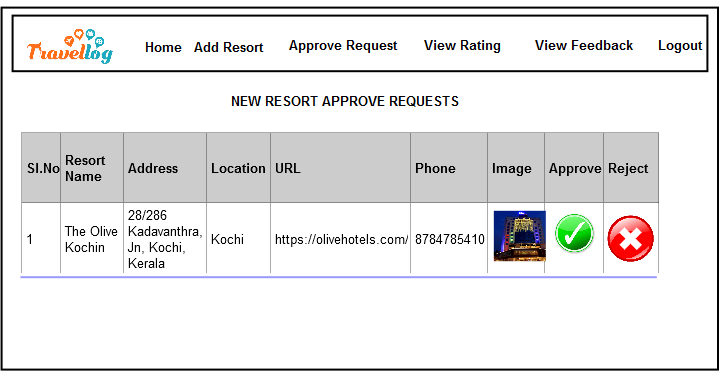 Travellog
Home Add Resort Approve Request View Rating View Feedback Logout
NEW RESORT APPROVE REQUESTS
Sl.No Resort Name Address Location URL Phone Image Approve Reject
1 The Olive Kochin 28/286 Kadavanthra, Jn, Kochi, Kerala Kochi https://olivehotels.com/ 8784785410